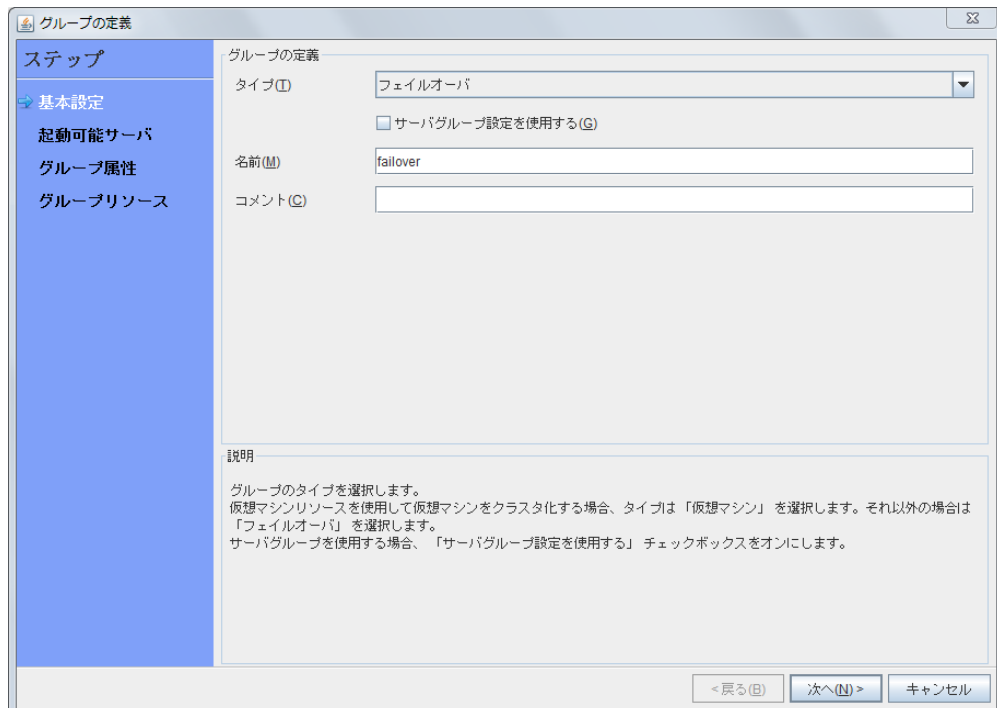 グループの定義
ステップ
基本設定
起動可能サーバ
グループ属性
グループリソース
グループの定義
タイプ(T)
フェイルオーバ
サーバグループ設定を使用する(G)
名前(M)
failover
コメント(C)
説明
グループのタイプを選択します。
仮想マシンリソースを使用して仮想マシンをクラスタ化する場合、タイプは「仮想マシン」 を選択します。それ以外の場合は
「フェイルオーバ」 を選択します。
サーバグループを使用する場合、 「サーバグループ設定を使用する」 チェックボックスをオンにします。
<戻る(B)
次へ(N) >
キャンセル